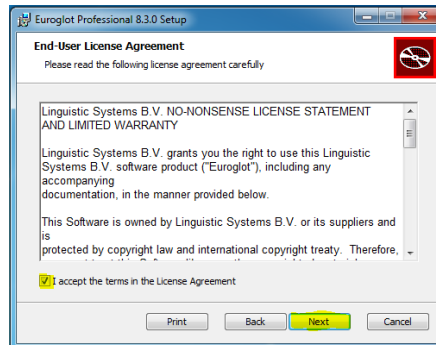 Euroglot Professional 8.3.0 Setup
End-User License Agreement
Please read the following license agreement carefully
Linguistic Systems B.V. NO-NONSENSE LICENSE STATEMENT
AND LIMITED WARRANTY
Linguistic Systems B.V. grants you the right to use this Linguistic
Systems B.V. software product ("Euroglot"), including any
accompanying
documentation, in the manner provided below.
This Software is owned by Linguistic Systems B.V. or its suppliers and
is
protected by copyright law and international copyright treaty. Therefore,
I accept the terms in the License Agreement
Print Back Next Cancel